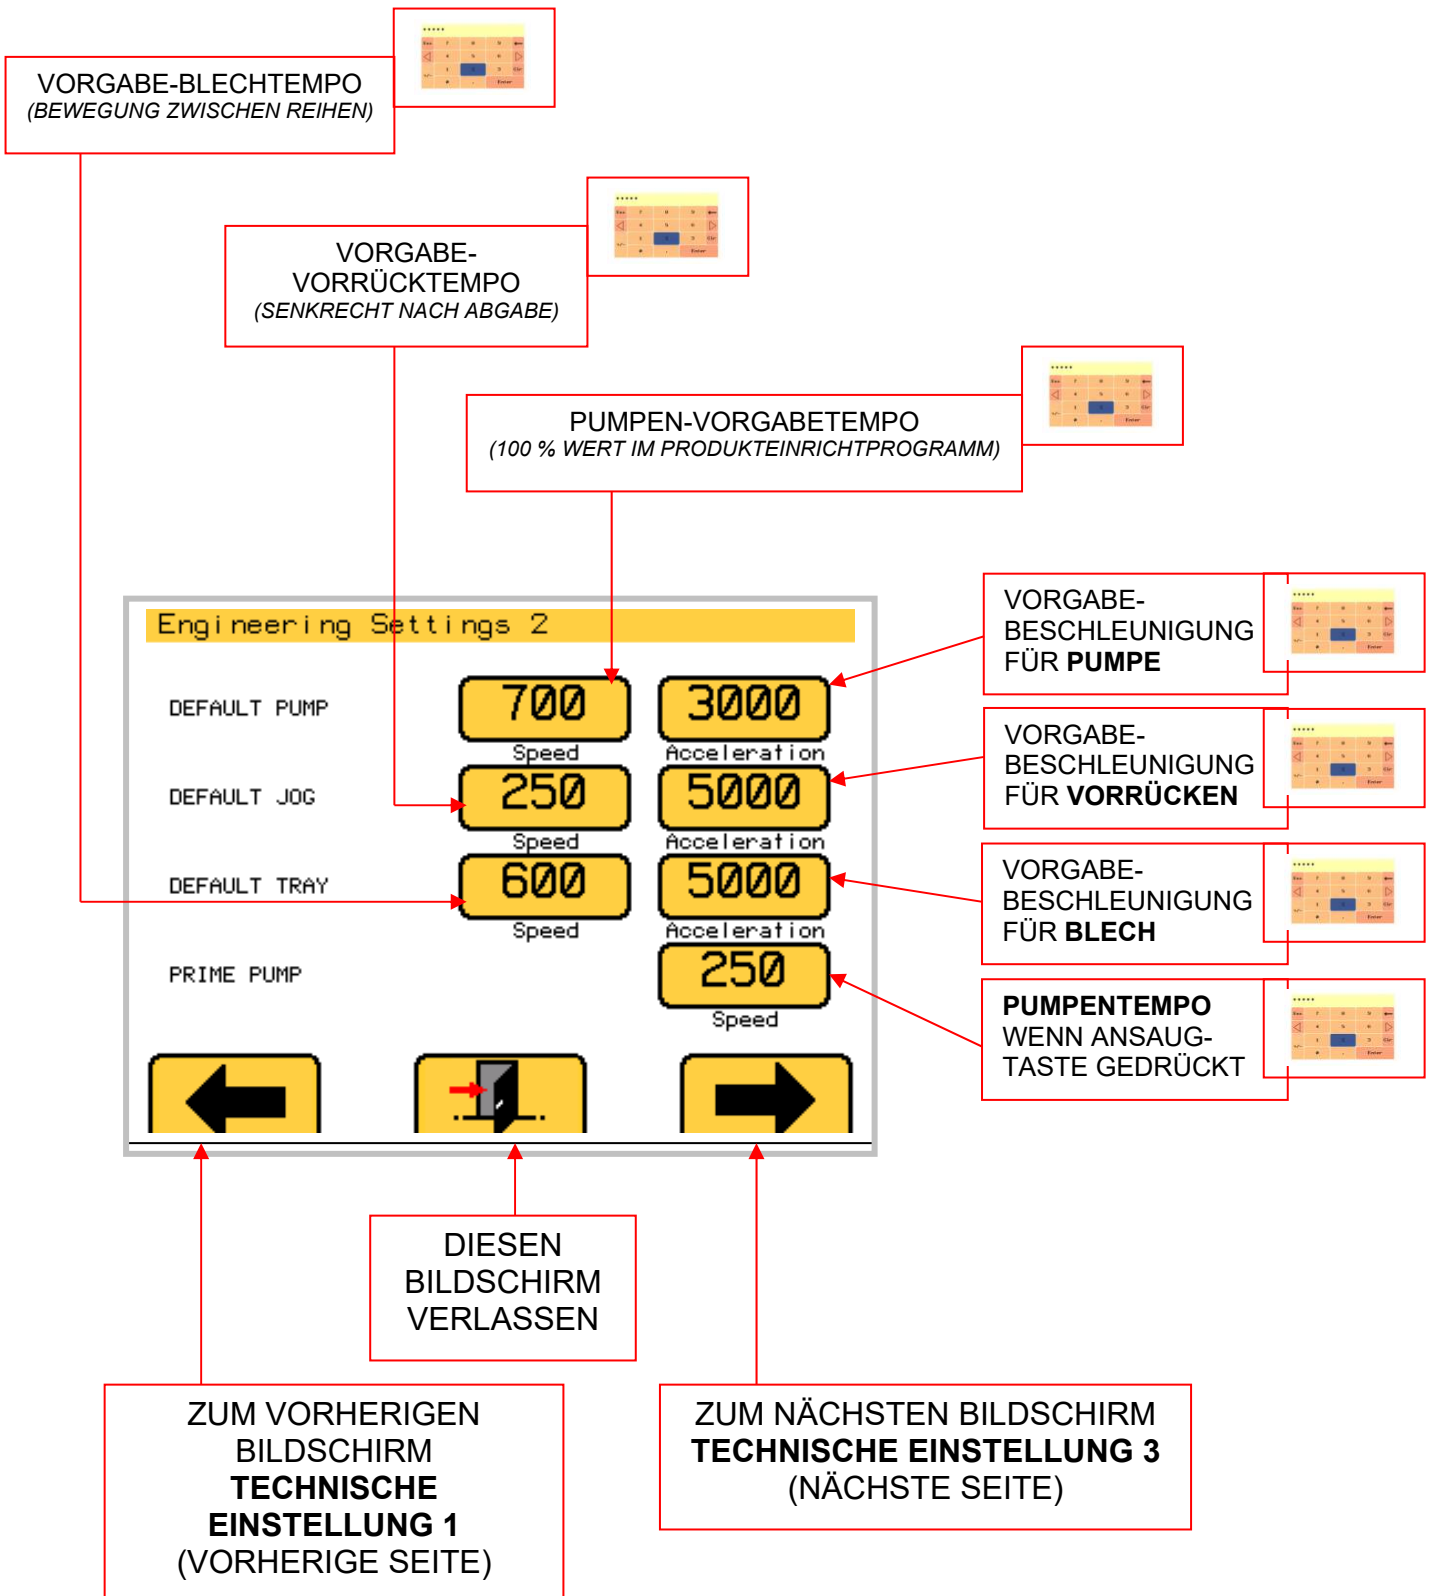 VORGABE-BLECHTEMPO
(BEWEGUNG ZWISCHEN REIHEN)
VORGABE-
VORRÜCKTEMPO
(SENKRECHT NACH ABGABE)
PUMPEN-VORGABETEMPO
(100 % WERT IM PRODUKTEINRICHTPROGRAMM)
Engineering Settings 2
DEFAULT PUMP
700
Speed
3000
Acceleration
DEFAULT JOG
250
Speed
5000
Acceleration
DEFAULT TRAY
600
Speed
5000
Acceleration
PRIME PUMP
250
Speed
VORGABE-
BESCHLEUNIGUNG
FÜR PUMPE
VORGABE-
BESCHLEUNIGUNG
FÜR VORRÜCKEN
VORGABE-
BESCHLEUNIGUNG
FÜR BLECH
PUMPENTEMPO
WENN ANSAUG-
TASTE GEDRÜCKT
DIESEN
BILDSCHIRM
VERLASSEN
ZUM VORHERIGEN
BILDSCHIRM
TECHNISCHE
EINSTELLUNG 1
(VORHERIGE SEITE)
ZUM NÄCHSTEN BILDSCHIRM
TECHNISCHE EINSTELLUNG 3
(NÄCHSTE SEITE)